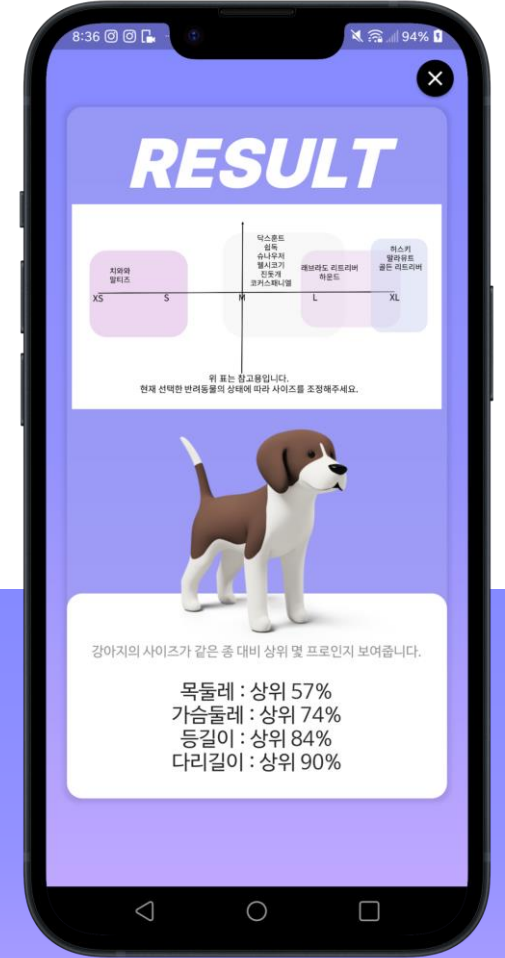 8:36
94%
RESULT
치와와
말티즈
닥스훈트
쉽독
슈나우저
웰시코기
진돗개
코커스패니엘
래브라도 리트리버
하운드
허스키
말라뮤트
골든 리트리버
XS S M L XL
위 표는 참고용입니다.
현재 선택한 반려동물의 상태에 따라 사이즈를 조정해주세요.
강아지의 사이즈가 같은 종 대비 상위 몇 프로인지 보여줍니다.
목둘레 : 상위 57%
가슴둘레 : 상위 74%
등길이 : 상위 84%
다리길이 : 상위 90%